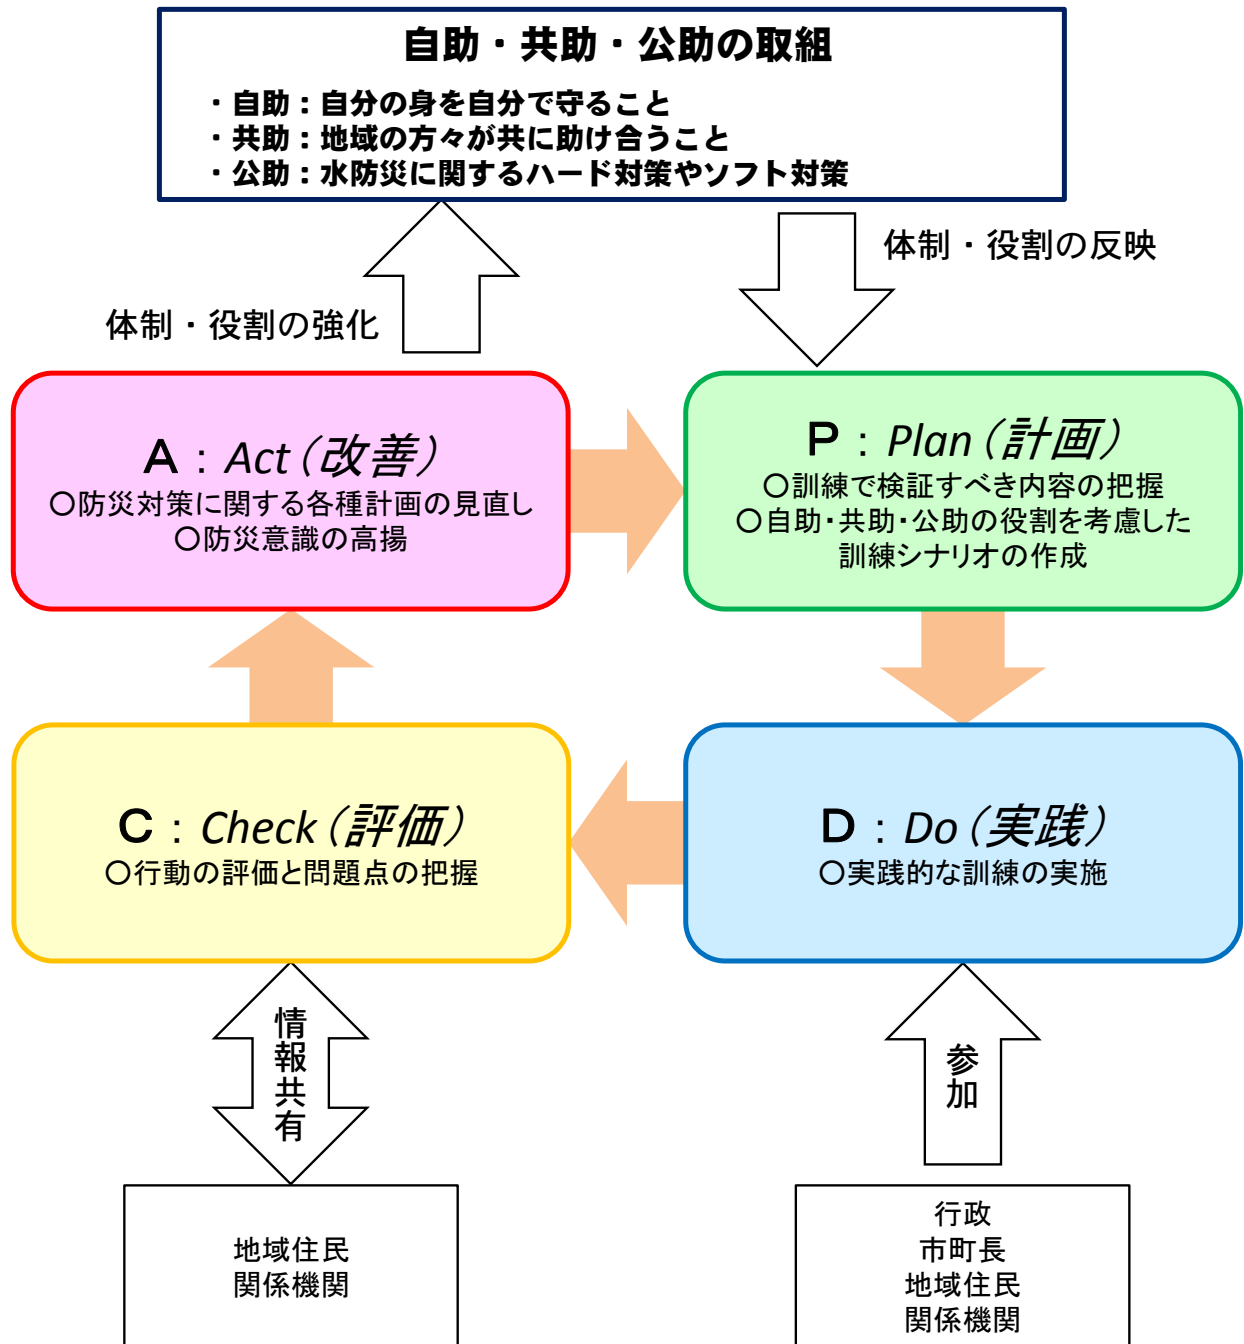 自助・共助・公助の取組
・自助：自分の身を自分で守ること
・共助：地域の方々が共に助け合うこと
・公助：水防災に関するハード対策やソフト対策
体制・役割の強化
体制・役割の反映
A：Act（改善）
○防災対策に関する各種計画の見直し
○防災意識の高揚
P：Plan（計画）
○訓練で検証すべき内容の把握
○自助・共助・公助の役割を考慮した
訓練シナリオの作成
C：Check（評価）
○行動の評価と問題点の把握
D：Do（実践）
○実践的な訓練の実施
情報共有
参加
地域住民
関係機関
行政
市町長
地域住民
関係機関